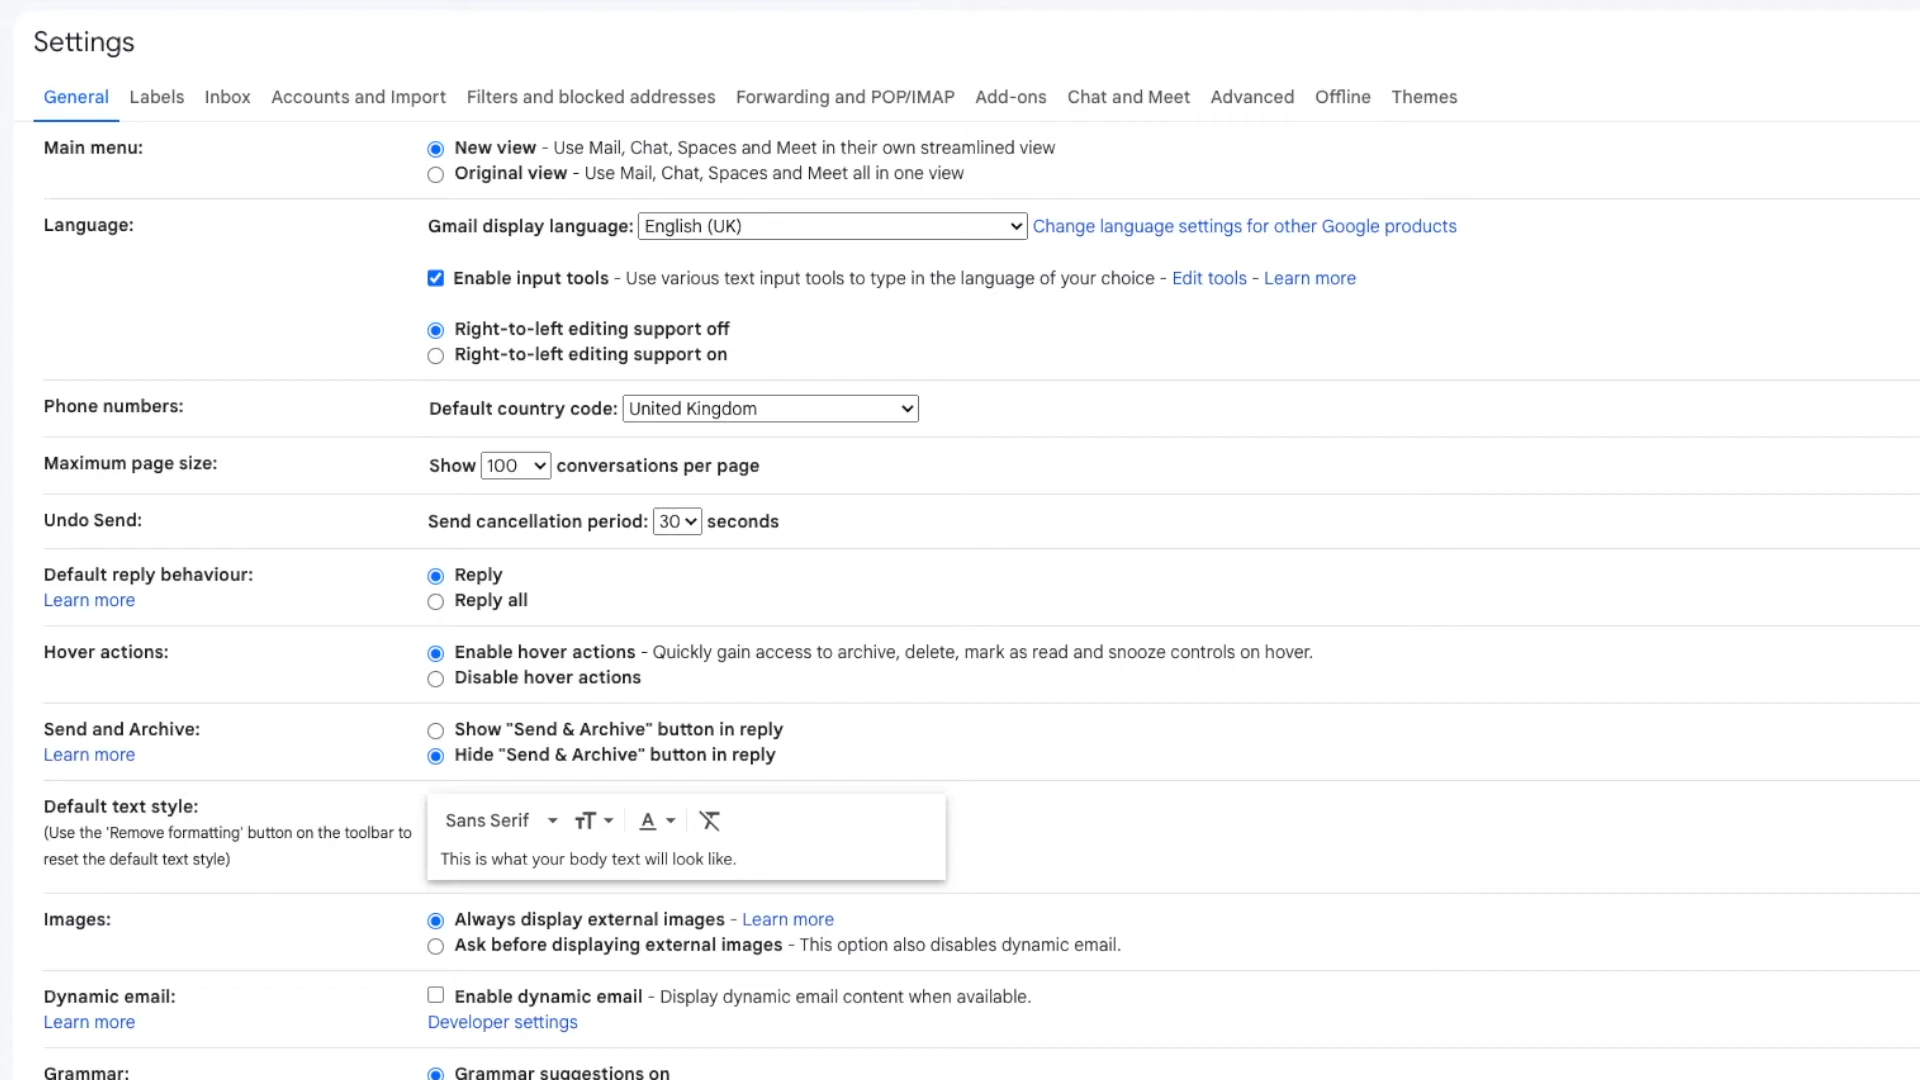 Settings
General Labels Inbox Accounts and Import Filters and blocked addresses Forwarding and POP/IMAP Add-ons Chat and Meet Advanced Offline Themes
Main menu: New view - Use Mail, Chat, Spaces and Meet in their own streamlined view
Original view - Use Mail, Chat, Spaces and Meet all in one view
Language: Gmail display language: English (UK) Change language settings for other Google products
Enable input tools - Use various text input tools to type in the language of your choice - Edit tools - Learn more
Right-to-left editing support off
Right-to-left editing support on
Phone numbers: Default country code: United Kingdom
Maximum page size: Show 100 conversations per page
Undo Send: Send cancellation period: 30 seconds
Default reply behaviour: Reply
Learn more Reply all
Hover actions: Enable hover actions - Quickly gain access to archive, delete, mark as read and snooze controls on hover.
Disable hover actions
Send and Archive: Show "Send & Archive" button in reply
Learn more Hide "Send & Archive" button in reply
Default text style:
(Use the 'Remove formatting' button on the toolbar to
reset the default text style)
Sans Serif
This is what your body text will look like.
Images: Always display external images - Learn more
Ask before displaying external images - This option also disables dynamic email.
Dynamic email: Enable dynamic email - Display dynamic email content when available.
Learn more Developer settings
Grammar: Grammar suggestions on